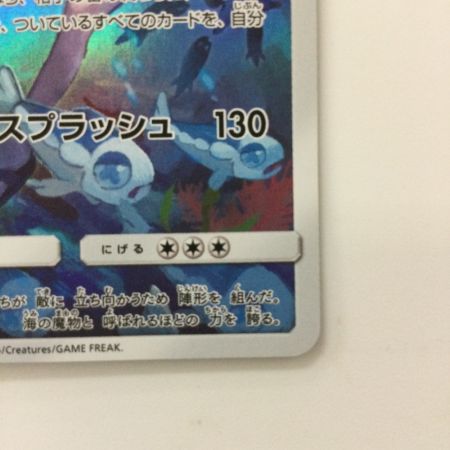 、ついているすべてのカードを、自分
じぶん
スプラッシュ 130
にげる
ちが 敵に 立ち向かうため 陣形を 組んだ。
海の魔物と 呼ばれるほどの 力を 誇る。
/Creatures/GAME FREAK.